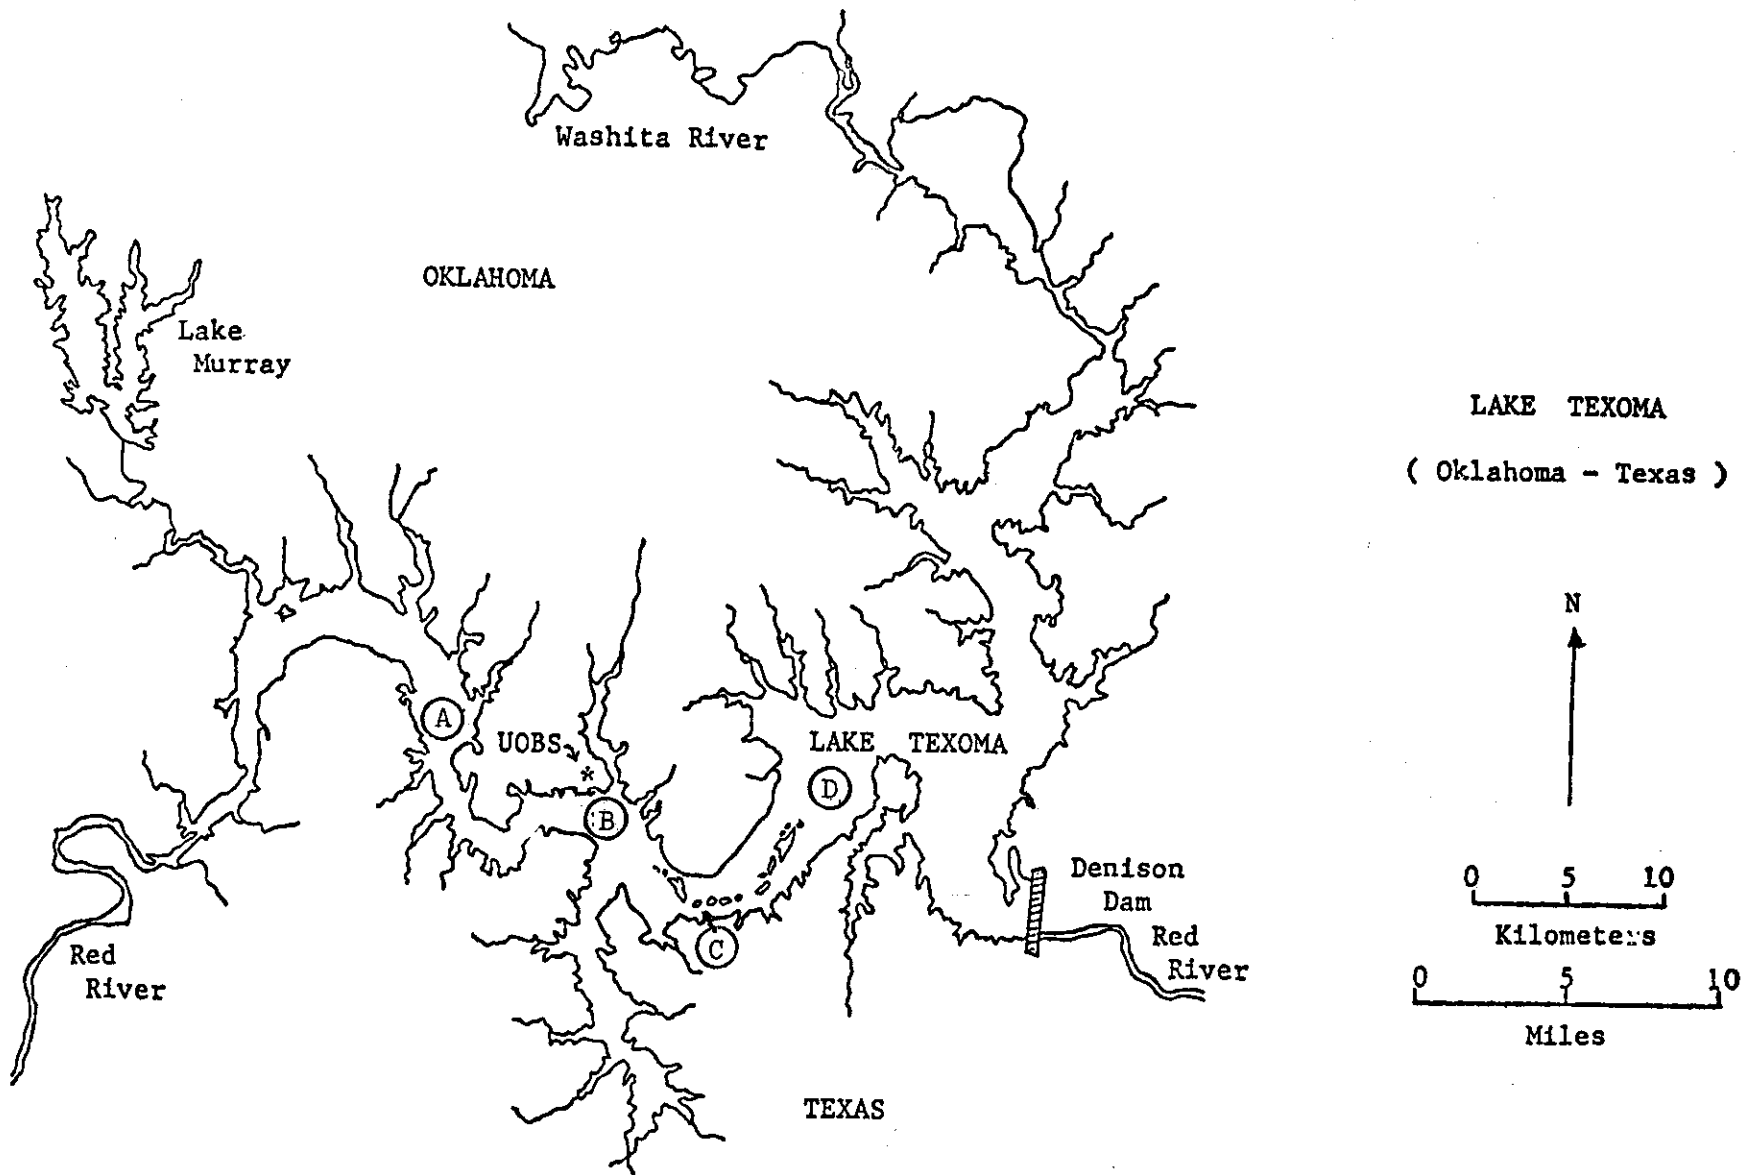 Washita River
OKLAHOMA
Lake
Murray
LAKE TEXOMA
( Oklahoma - Texas )
N
A
UOBS
*
B
LAKE TEXOMA
D
C
Denison
Dam
Red
River
Red
River
TEXAS
0 5 10
Kilometers
0 5 10
Miles